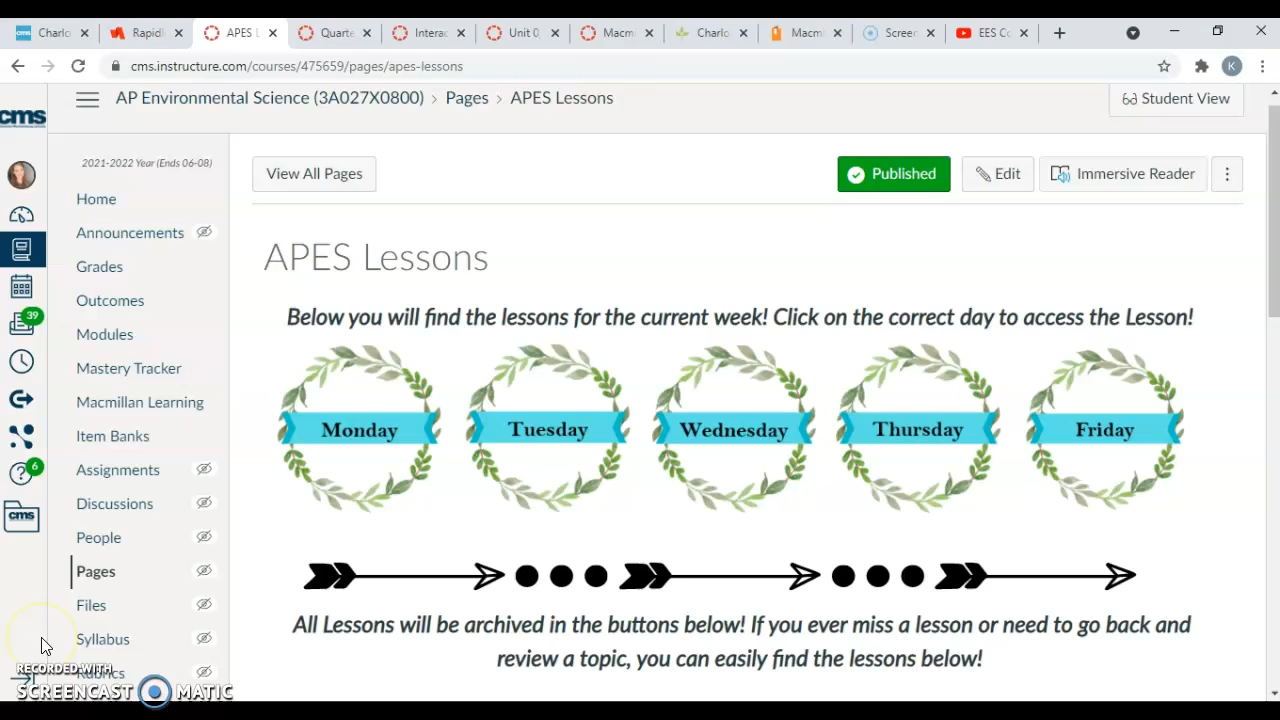 Charlo
Rapidl
APES L
Quarte
Interac
Unit 0
Macm
Charlo
Macm
Screer
EES Co
cms.instructure.com/courses/475659/pages/apes-lessons
K
cms
AP Environmental Science (3A027X0800) › Pages › APES Lessons
Student View
2021-2022 Year (Ends 06-08)
View All Pages
Published
Edit
Immersive Reader
Home
Announcements
Grades
Outcomes
Modules
39
Mastery Tracker
Macmillan Learning
Item Banks
Assignments
6
Discussions
cms
People
Pages
Files
Syllabus
Rubrics
APES Lessons
Below you will find the lessons for the current week! Click on the correct day to access the Lesson!
Monday
Tuesday
Wednesday
Thursday
Friday
All Lessons will be archived in the buttons below! If you ever miss a lesson or need to go back and
review a topic, you can easily find the lessons below!
RECORDED WITH
SCREENCAST MATIC